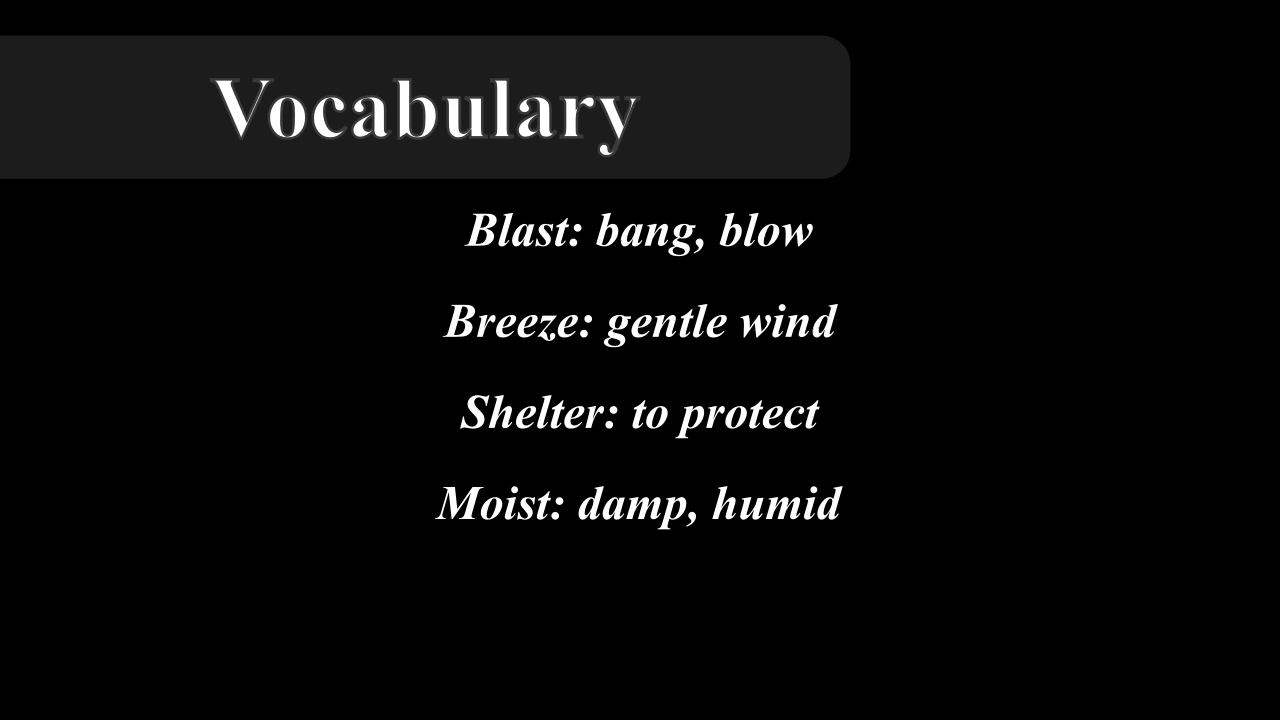 Vocabulary
Blast: bang, blow
Breeze: gentle wind
Shelter: to protect
Moist: damp, humid